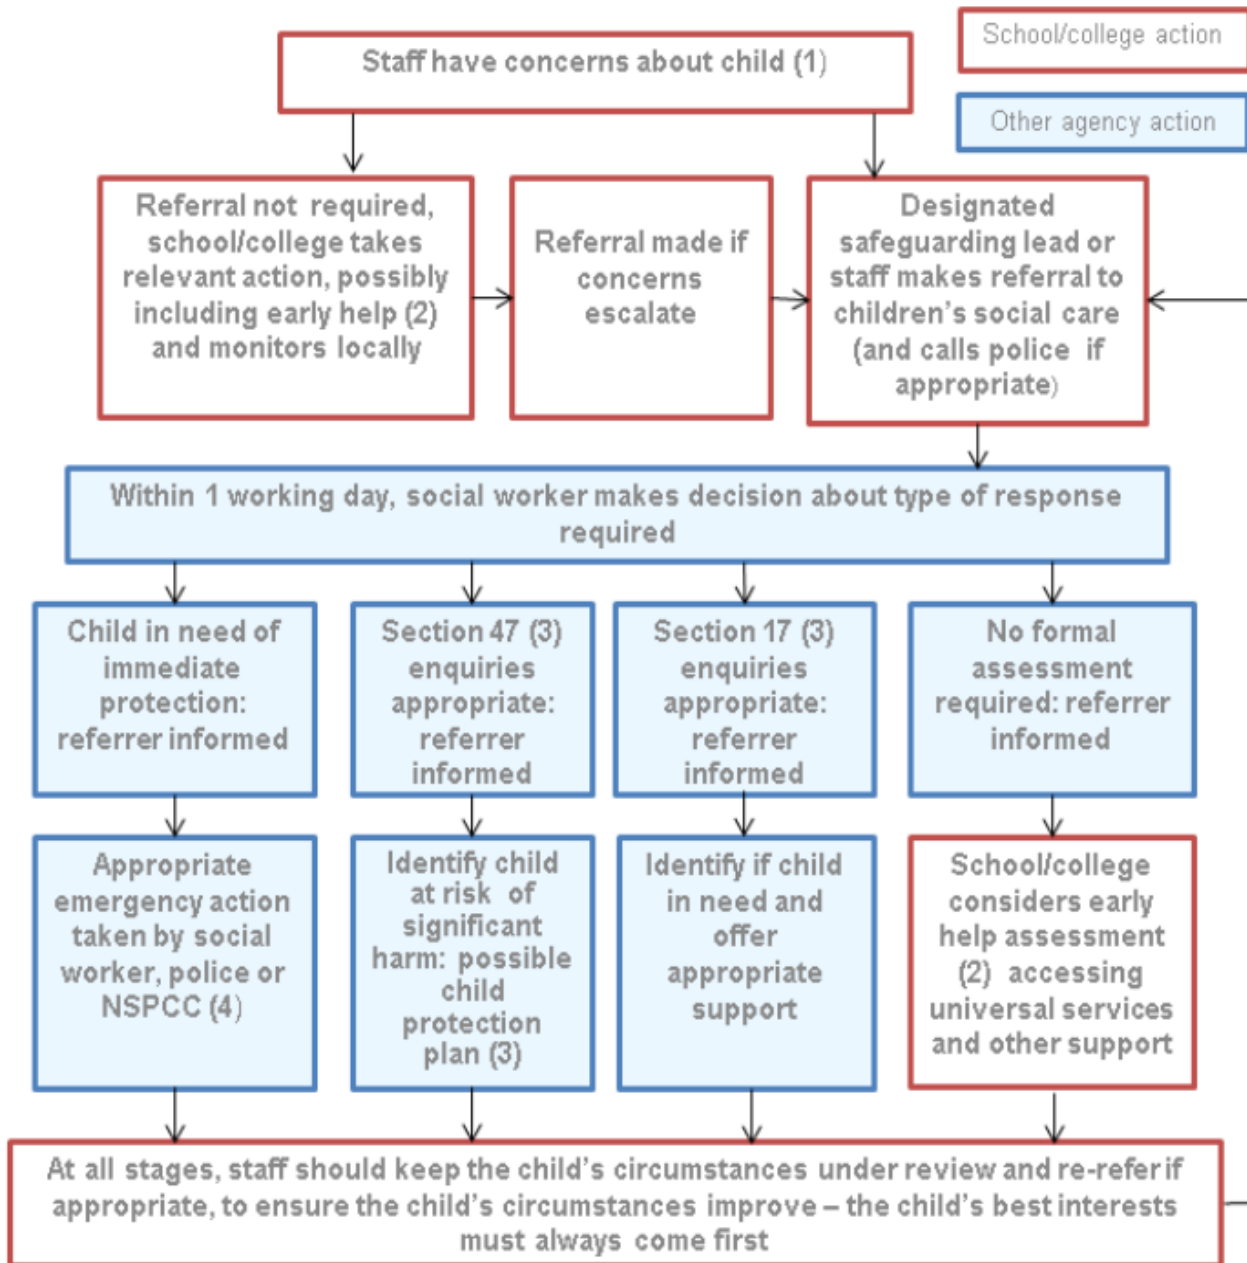 School/college action
Other agency action
Staff have concerns about child (1)
Referral not required,
school/college takes
relevant action, possibly
including early help (2)
and monitors locally
Referral made if
concerns
escalate
Designated
safeguarding lead or
staff makes referral to
children's social care
(and calls police if
appropriate)
Within 1 working day, social worker makes decision about type of response
required
Child in need of
immediate
protection:
referrer informed
Section 47 (3)
enquiries
appropriate:
referrer
informed
Section 17 (3)
enquiries
appropriate:
referrer
informed
No formal
assessment
required: referrer
informed
Appropriate
emergency action
taken by social
worker, police or
NSPCC (4)
Identify child
at risk of
significant
harm: possible
child
protection
plan (3)
Identify if child
in need and
offer
appropriate
support
School/college
considers early
help assessment
(2) accessing
universal services
and other support
At all stages, staff should keep the child's circumstances under review and re-refer if
appropriate, to ensure the child's circumstances improve – the child's best interests
must always come first